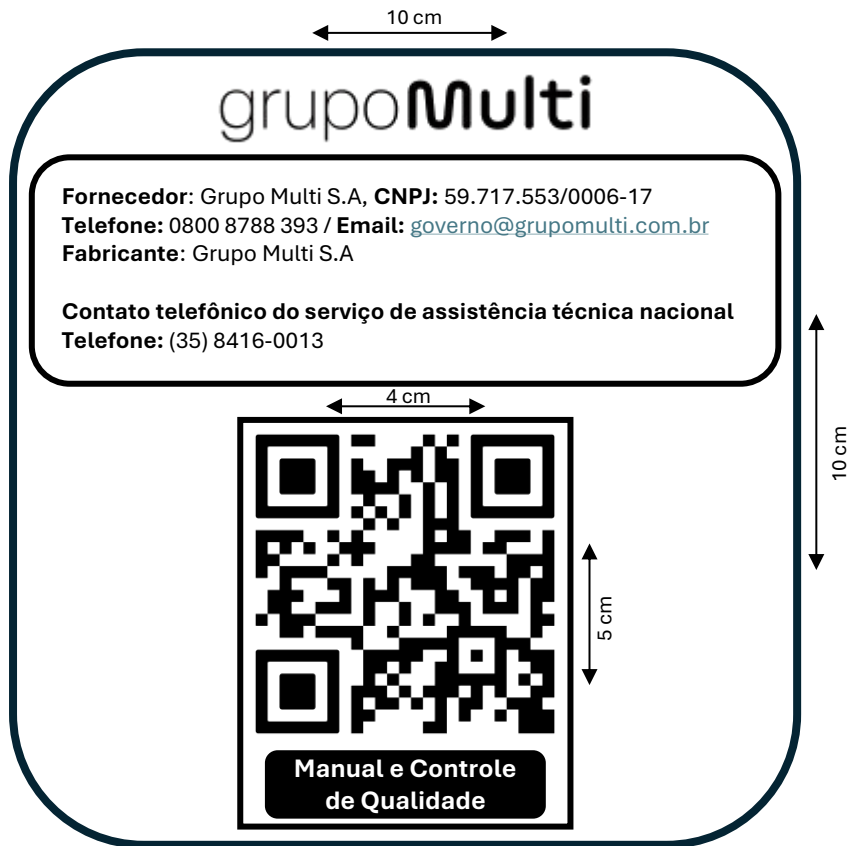 10 cm
grupoMulti
Fornecedor: Grupo Multi S.A, CNPJ: 59.717.553/0006-17
Telefone: 0800 8788 393 / Email: governo@grupomulti.com.br
Fabricante: Grupo Multi S.A
Contato telefônico do serviço de assistência técnica nacional
Telefone: (35) 8416-0013
4 cm
10 cm
5 cm
Manual e Controle
de Qualidade